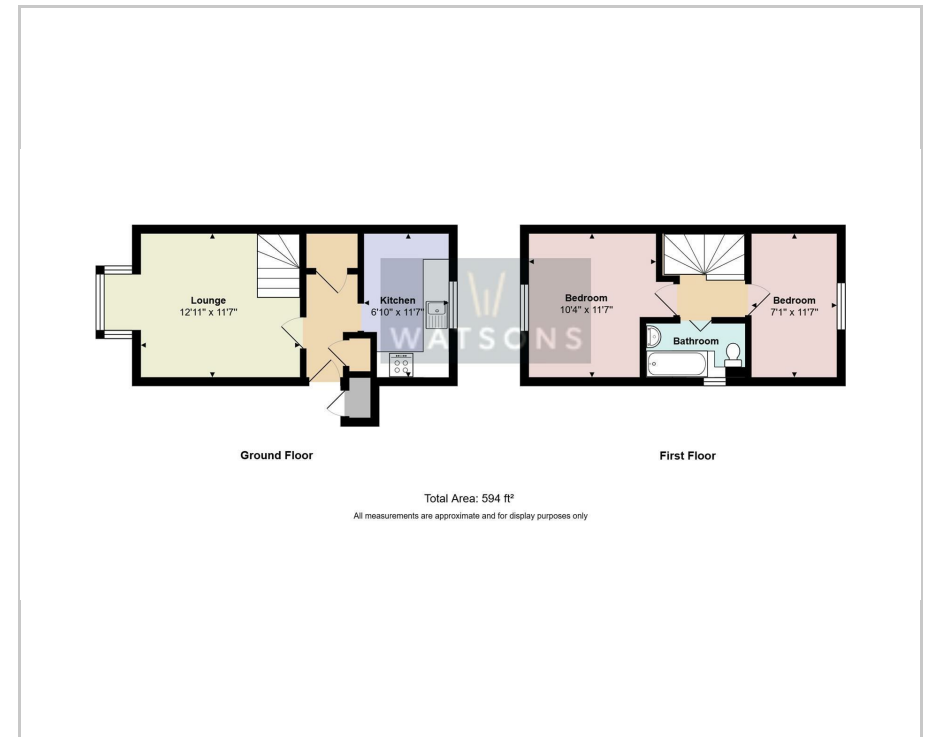 Lounge
12'11" x 11'7"
Kitchen
6'10" x 11'7"
Bedroom
10'4" x 11'7"
Bedroom
7'1" x 11'7"
Bathroom
WATSONS
Ground Floor
First Floor
Total Area: 594 ft²
All measurements are approximate and for display purposes only